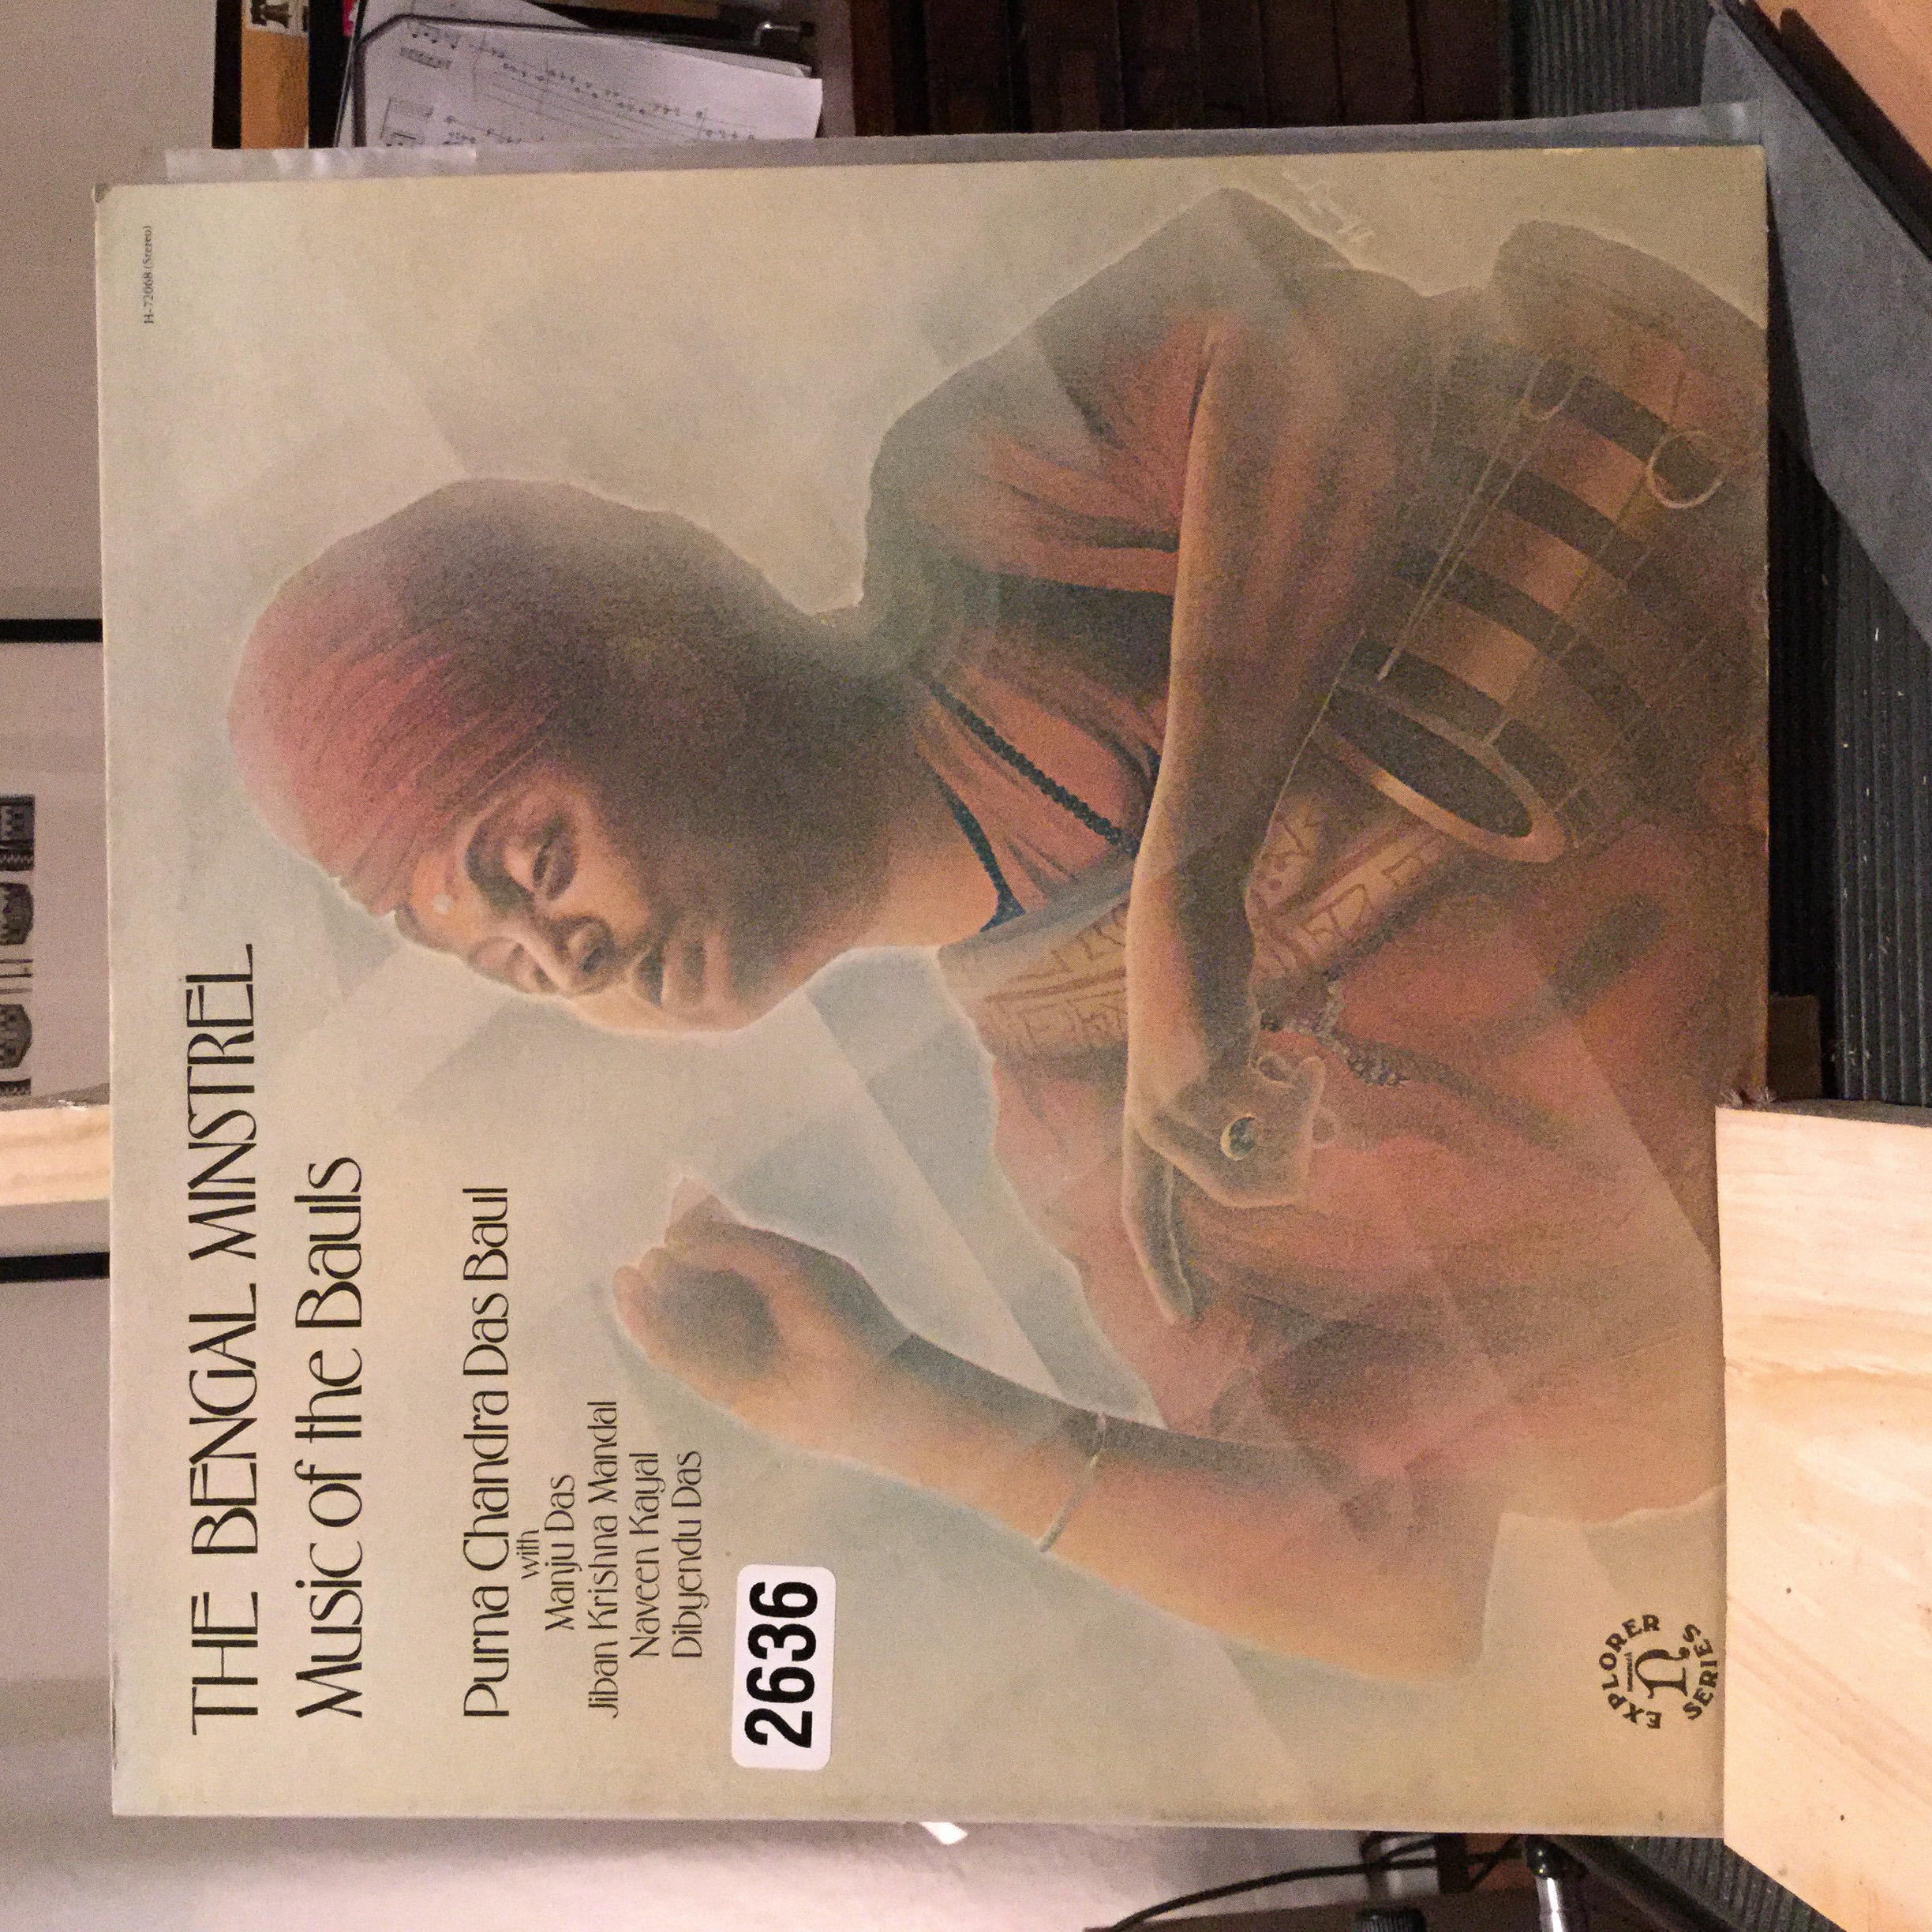 H-72068 (Stereo)
THE BENGAL MINSTREL
Music of the Bauls
Purna Chandra Das Baul
with
Manju Das
Jiban Krishna Mandal
Naveen Kayal
Dibyendu Das
2636
EXPLORER
SERIES